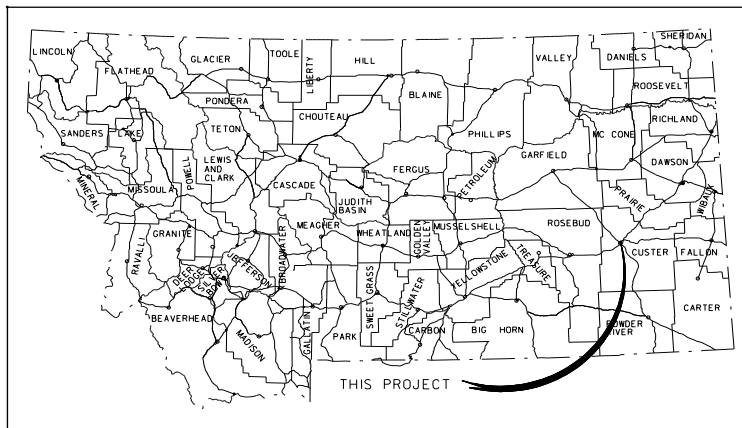 LINCOLN
FLATHEAD
GLACIER
TOOLE
LIBERTY
HILL
BLAINE
VALLEY
DANIELS
SHERIDAN
ROOSEVELT
PONDERA
CHOUTEAU
PHILLIPS
RICHLAND
SANDERS
LAKE
TETON
MC CONE
GARFIELD
DAWSON
MINERAL
MISSOULA
POWELL
LEWIS
AND
CLARK
CASCADE
FERGUS
JUDITH
BASIN
PETROLEUM
PRAIRIE
WIBAUX
RAVALLI
GRANITE
JEFFERSON
BROADWATER
MEAGHER
WHEATLAND
GOLDEN
VALLEY
MUSSELSHELL
ROSEBUD
TREASURE
CUSTER
FALLON
DEER
LODGE
SILVER
BOW
BEAVERHEAD
MADISON
GALLATIN
PARK
SWEET GRASS
STILLWATER
CARBON
YELLOWSTONE
BIG HORN
POWDER
RIVER
CARTER
THIS PROJECT